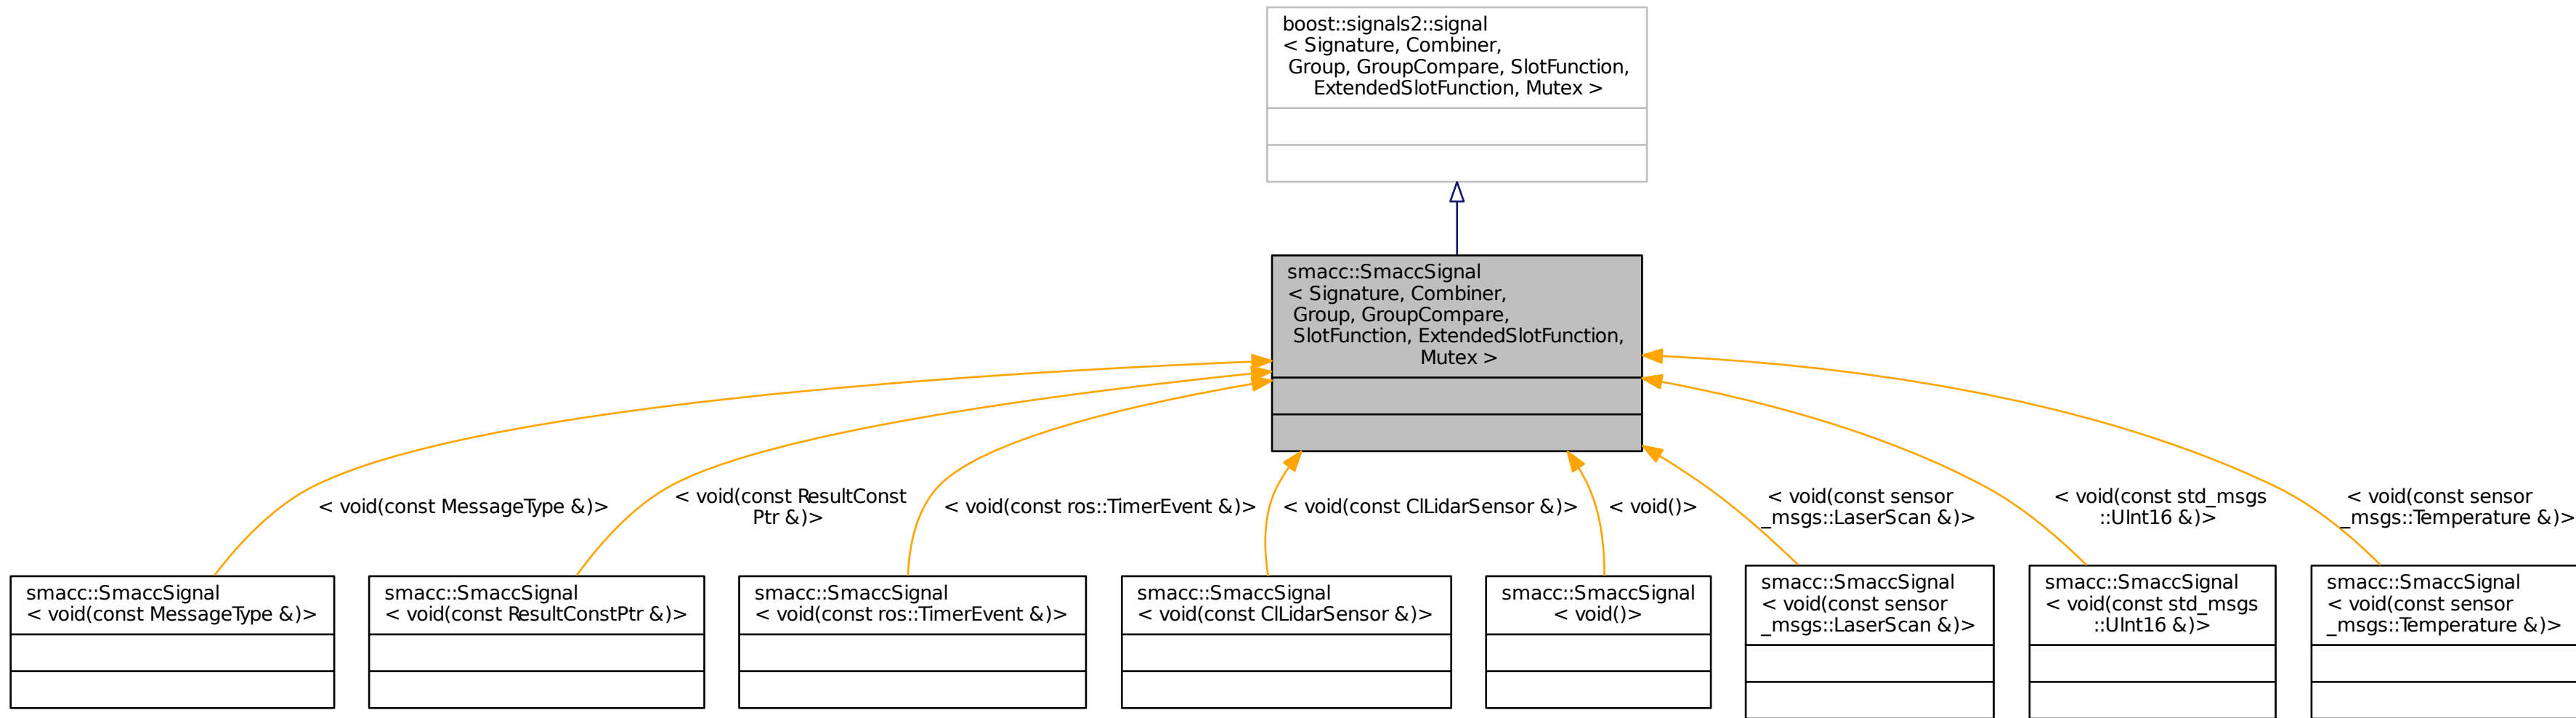 boost::signals2::signal
< Signature, Combiner,
Group, GroupCompare, SlotFunction,
ExtendedSlotFunction, Mutex >
smacc::SmaccSignal
< Signature, Combiner,
Group, GroupCompare,
SlotFunction, ExtendedSlotFunction,
Mutex >
< void(const MessageType &)>
< void(const ResultConst
Ptr &)>
< void(const ros::TimerEvent &)>
< void(const ClLidarSensor &)>
< void()>
< void(const sensor
_msgs::LaserScan &)>
< void(const std_msgs
::UInt16 &)>
< void(const sensor
_msgs::Temperature &)>
smacc::SmaccSignal
< void(const MessageType &)>
smacc::SmaccSignal
< void(const ResultConstPtr &)>
smacc::SmaccSignal
< void(const ros::TimerEvent &)>
smacc::SmaccSignal
< void(const ClLidarSensor &)>
smacc::SmaccSignal
< void()>
smacc::SmaccSignal
< void(const sensor
_msgs::LaserScan &)>
smacc::SmaccSignal
< void(const std_msgs
::UInt16 &)>
smacc::SmaccSignal
< void(const sensor
_msgs::Temperature &)>